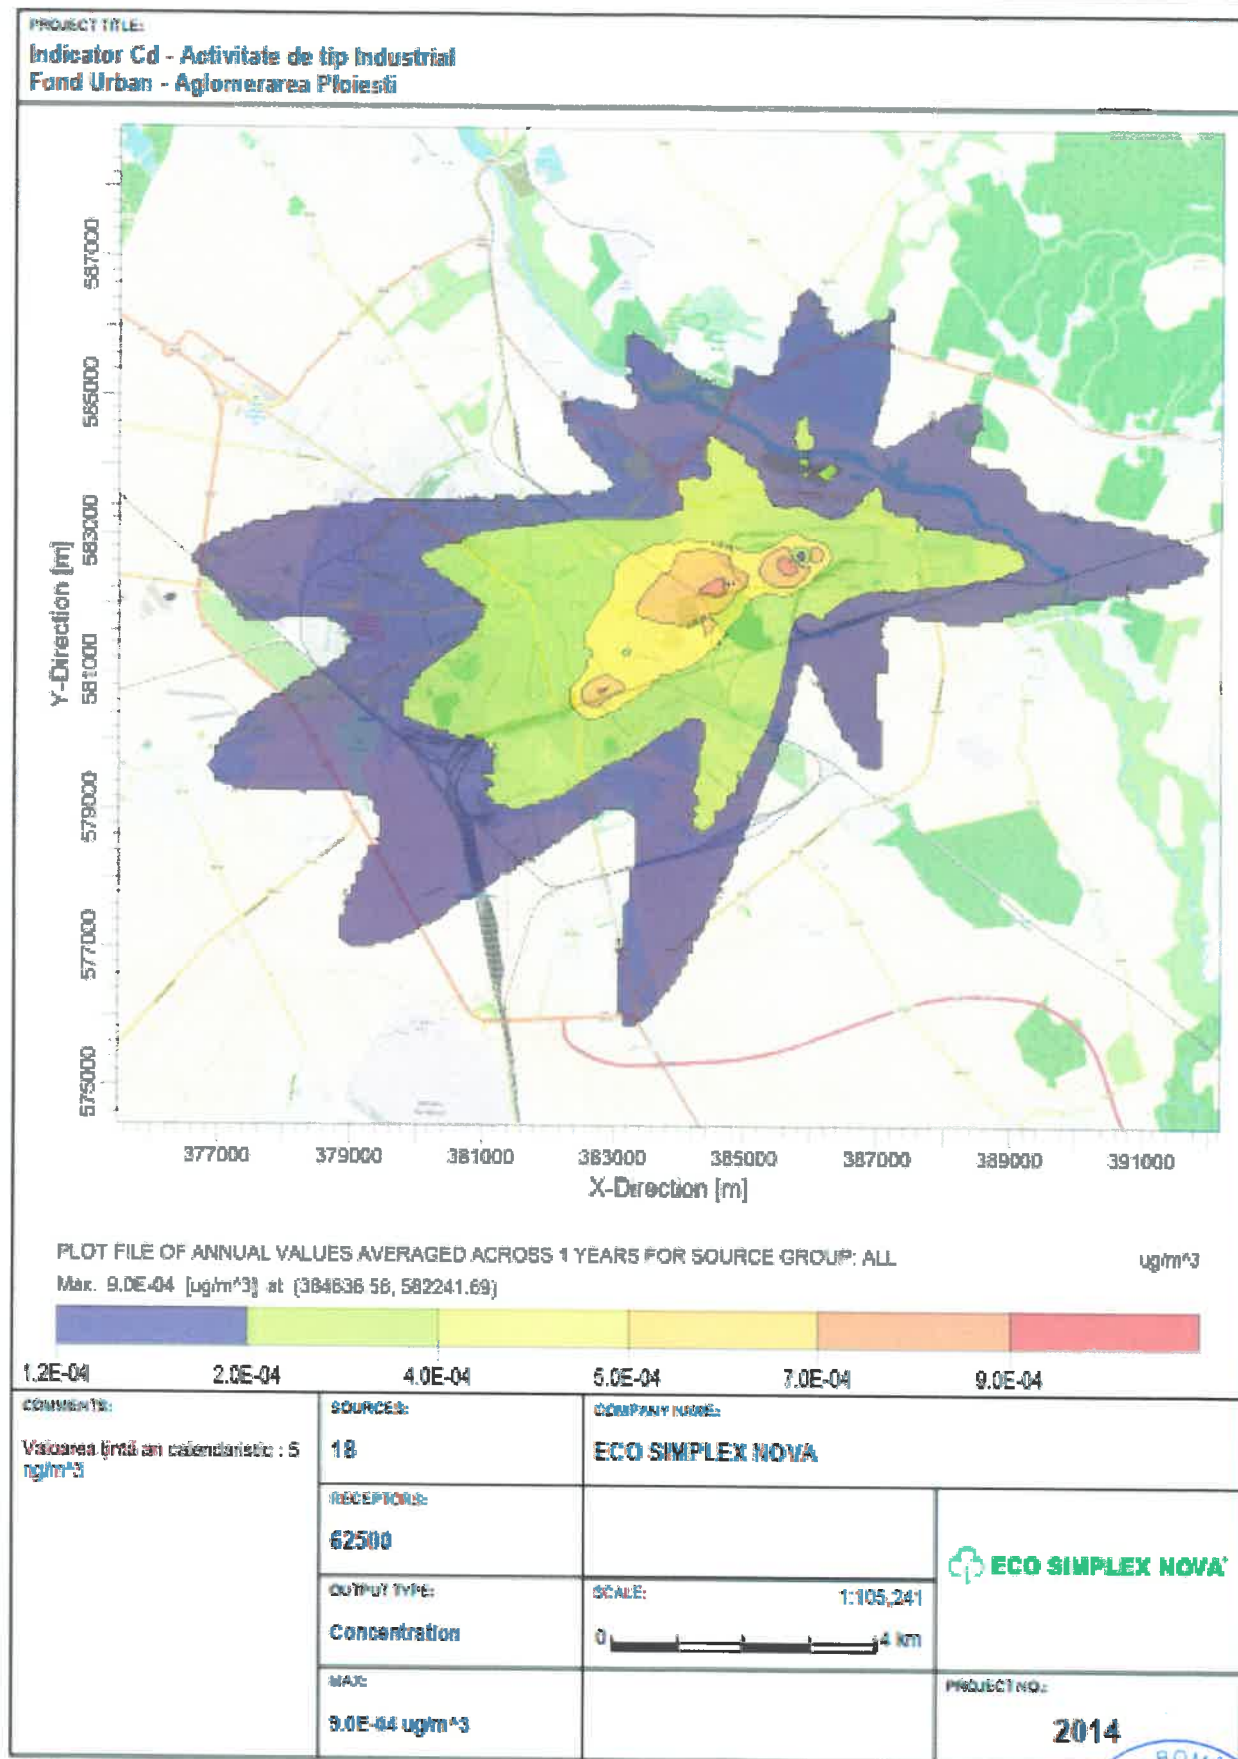 PROJECT TITLE:
Indicator Cd - Activitate de tip Industrial
Fond Urban - Aglomerarea Ploiesti
Y-Direction [m]
587000
585000
583000
581000
579000
577000
575000
377000 379000 381000 383000 385000 387000 389000 391000
X-Direction [m]
PLOT FILE OF ANNUAL VALUES AVERAGED ACROSS 1 YEARS FOR SOURCE GROUP: ALL ug/m^3
Max. 9.0E-04 [ug/m^3] at (384636.56, 582241.69)
1.2E-04 2.0E-04 4.0E-04 5.0E-04 7.0E-04 9.0E-04
COMMENTS:
Valoarea ţintă an calendaristic : 5
ng/m^3
SOURCES:
18
COMPANY NAME:
ECO SIMPLEX NOVA
RECEPTORS:
62500
OUTPUT TYPE:
Concentration
SCALE: 1:105,241
0 4 km
ECO SIMPLEX NOVA
MAX:
9.0E-04 ug/m^3
PROJECT NO.:
2014